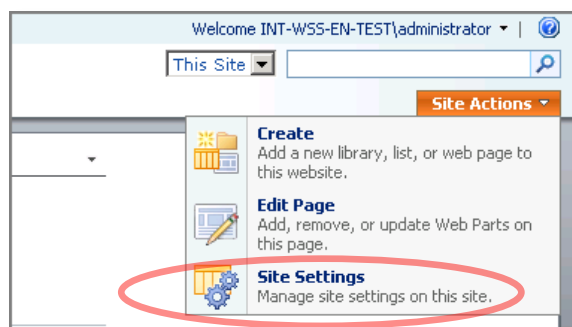 Welcome INT-WSS-EN-TEST\administrator
This Site
Site Actions
Create
Add a new library, list, or web page to
this website.
Edit Page
Add, remove, or update Web Parts on
this page.
Site Settings
Manage site settings on this site.